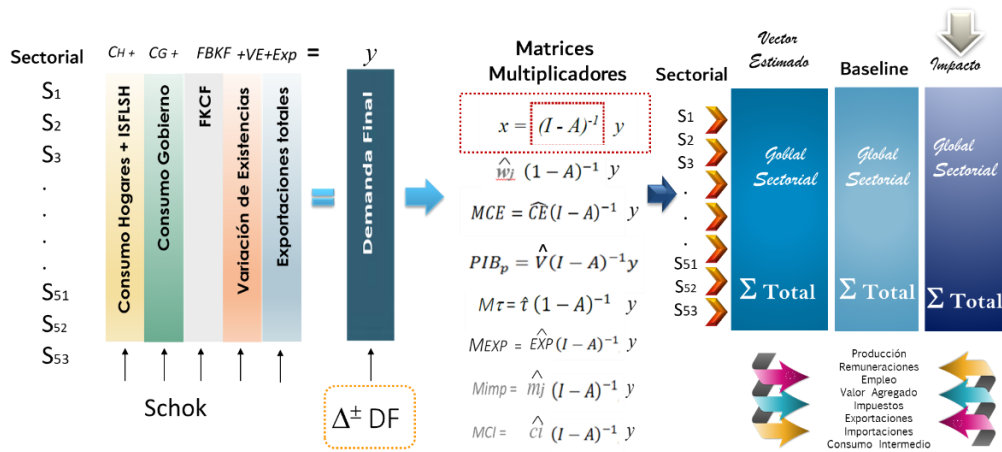 Sectorial
CH + CG + FBKF +VE+Exp = y
S1
S2
S3
.
.
.
S51
S52
S53
Consumo Hogares + ISFLSH
Consumo Gobierno
FKCF
Variación de Existencias
Exportaciones totales
=
Demanda Final
Schok
Δ± DF
Matrices
Multiplicadores
x = (I - A)-1 y
ŵj (1 − A)−1 y
MCE = ĈE(I − A)−1 y
PIBp = V̂(I − A)−1y
Mτ = t̂ (1 − A)−1 y
MEXP = ÊXP(I − A)−1 y
Mimp = m̂j (I − A)−1 y
MCI = ĉi (I − A)−1 y
Sectorial
S1
S2
S3
.
.
.
S51
S52
S53
Vector
Estimado
Goblal
Sectorial
Σ Total
Baseline
Global
Sectorial
Σ Total
Impacto
Global
Sectorial
Σ Total
Producción
Remuneraciones
Empleo
Valor Agregado
Impuestos
Exportaciones
Importaciones
Consumo Intermedio